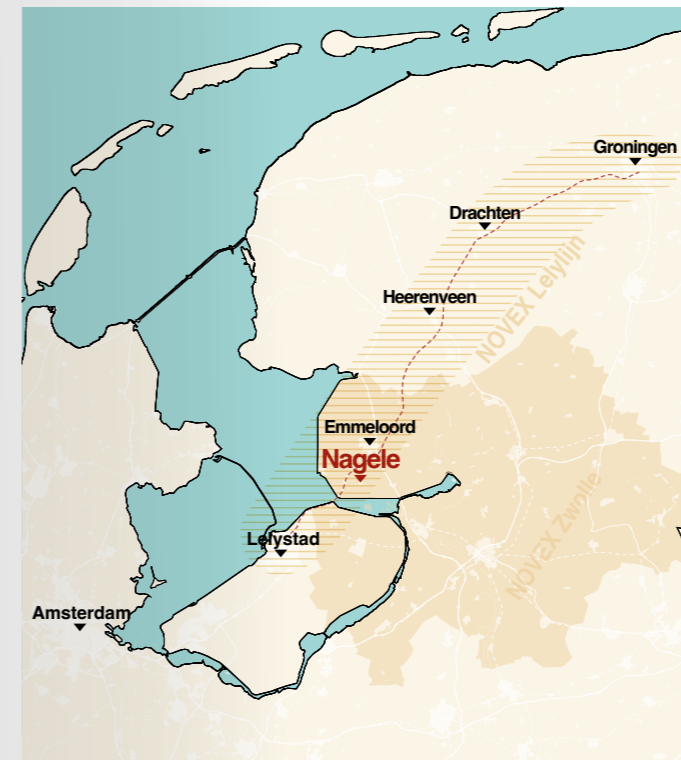 Groningen
Drachten
NOVEX Lelylijn
Heerenveen
Emmeloord
Nagele
NOVEX Zwolle
Lelystad
Amsterdam